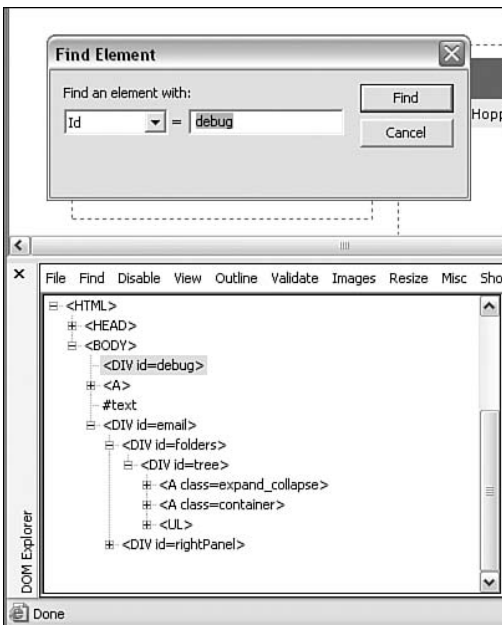 Find Element
Find an element with:
Id = debug
Find
Cancel
Hopp
File Find Disable View Outline Validate Images Resize Misc Sho
<HTML>
<HEAD>
<BODY>
<DIV id=debug>
<A>
#text
<DIV id=email>
<DIV id=folders>
<DIV id=tree>
<A class=expand_collapse>
<A class=container>
<UL>
<DIV id=rightPanel>
DOM Explorer
Done